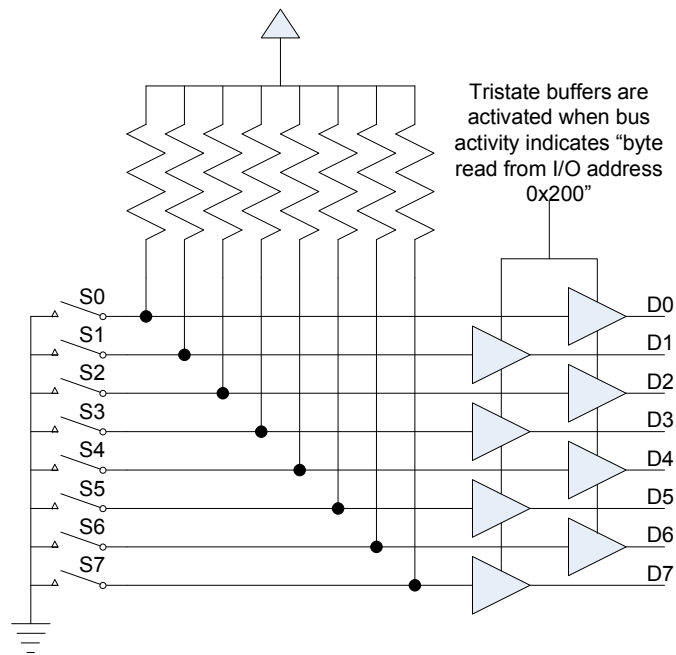 Tristate buffers are
activated when bus
activity indicates “byte
read from I/O address
0x200”
S0
D0
S1
D1
S2
D2
S3
D3
S4
D4
S5
D5
S6
D6
S7
D7